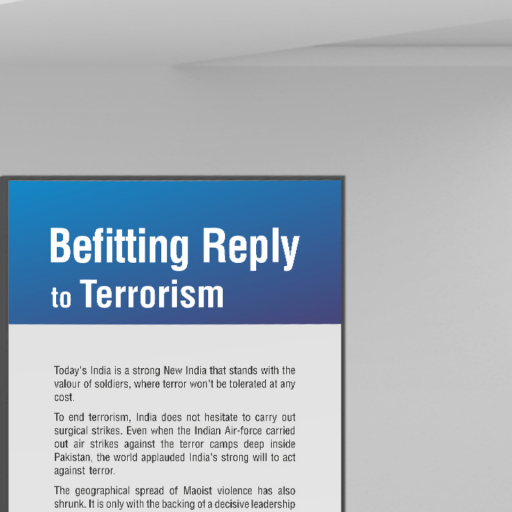 Befitting Reply
to Terrorism
Today's India is a strong New India that stands with the
valour of soldiers, where terror won't be tolerated at any
cost.
To end terrorism, India does not hesitate to carry out
surgical strikes. Even when the Indian Air-force carried
out air strikes against the terror camps deep inside
Pakistan, the world applauded India's strong will to act
against terror.
The geographical spread of Maoist violence has also
shrunk. It is only with the backing of a decisive leadership